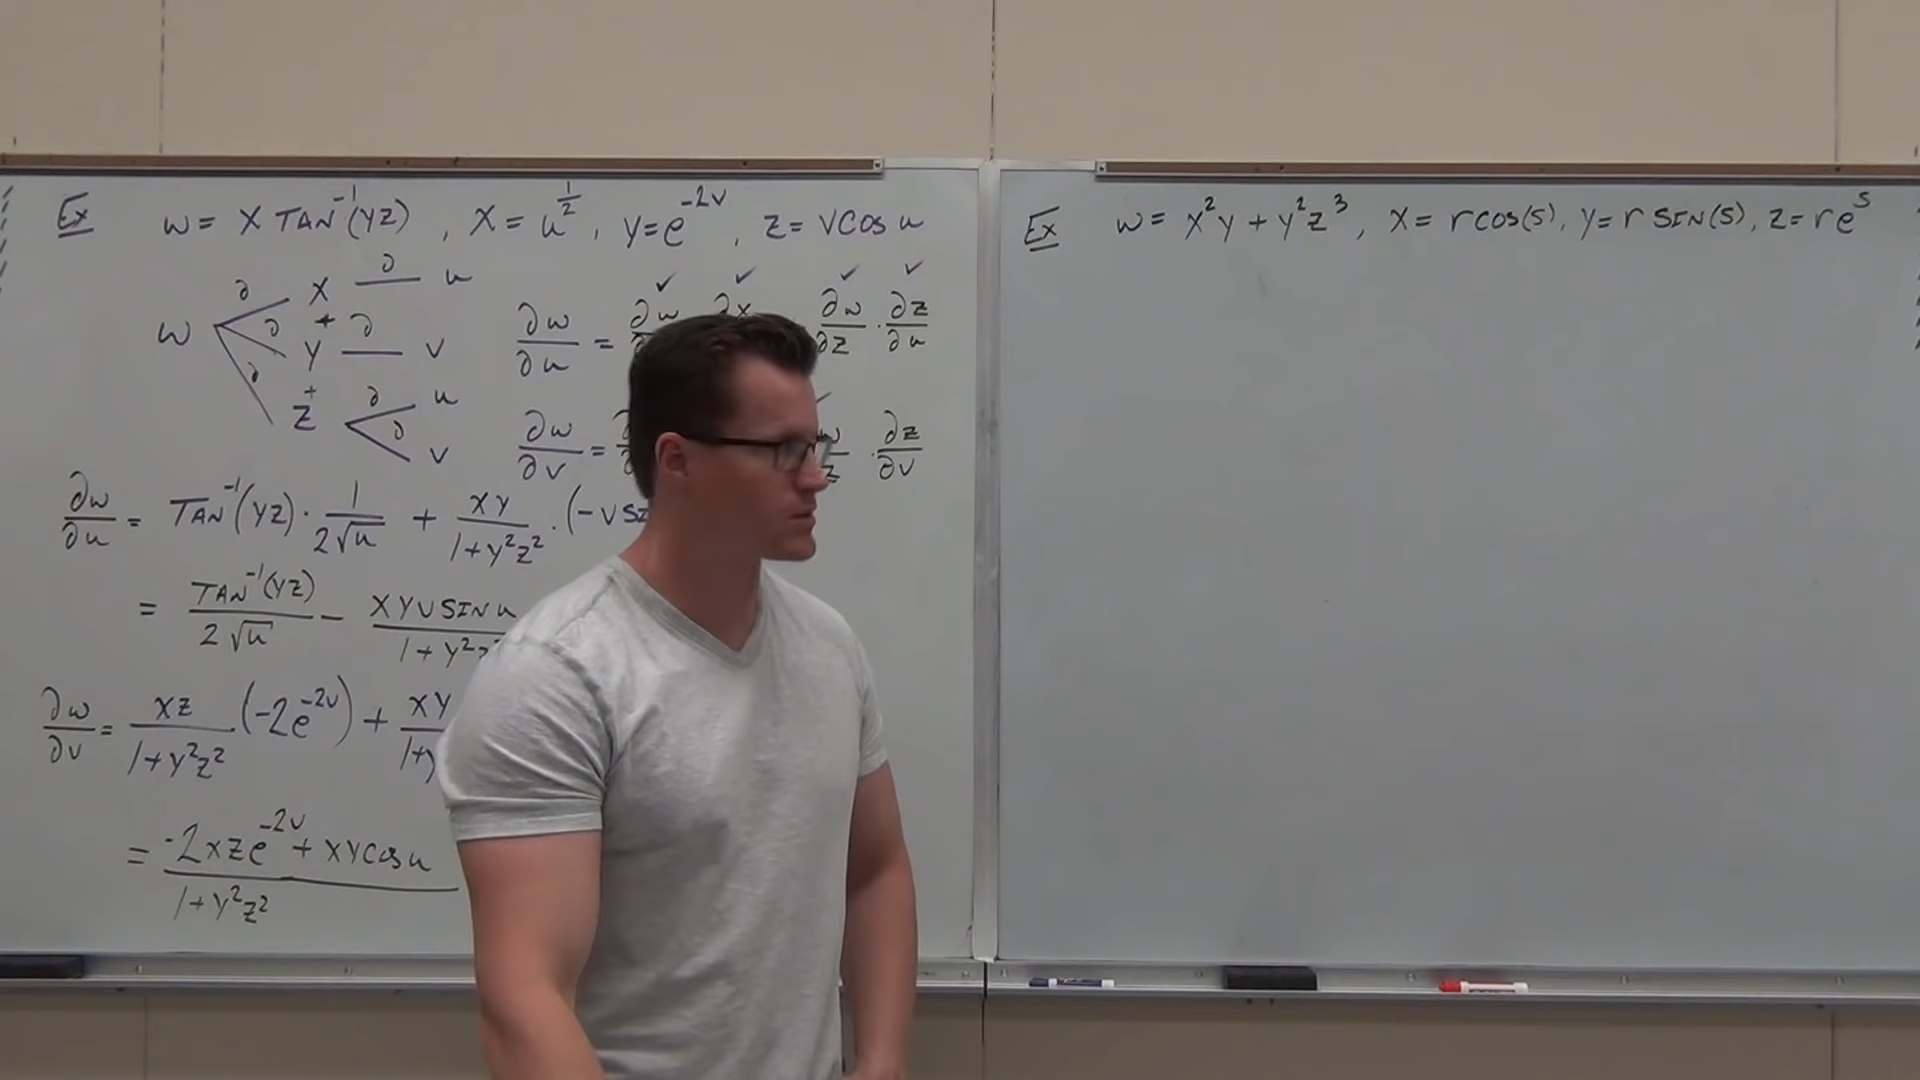 Ex w = x TAN⁻¹(yz), x = u^½, y = e^-2v, z = v cos u
∂ x ∂ u
w ∂ + ∂
y v
∂ + ∂ u
z ∂ v
∂w/∂u = ∂w ∂x ∂w/∂z · ∂z/∂u
∂w/∂v = ∂z/∂v
∂w/∂u = TAN⁻¹(yz) · 1/2√u + xy/1+y²z² · (-v
= TAN⁻¹(yz)/2√u − xyv SIN u/1+y²z
∂w/∂v = xz/1+y²z² (-2e^-2v) + xy/1+y
= -2xze^-2v + xy cos u/1+y²z²
Ex w = x²y + y²z³, x = r cos(s), y = r SIN(s), z = re^s